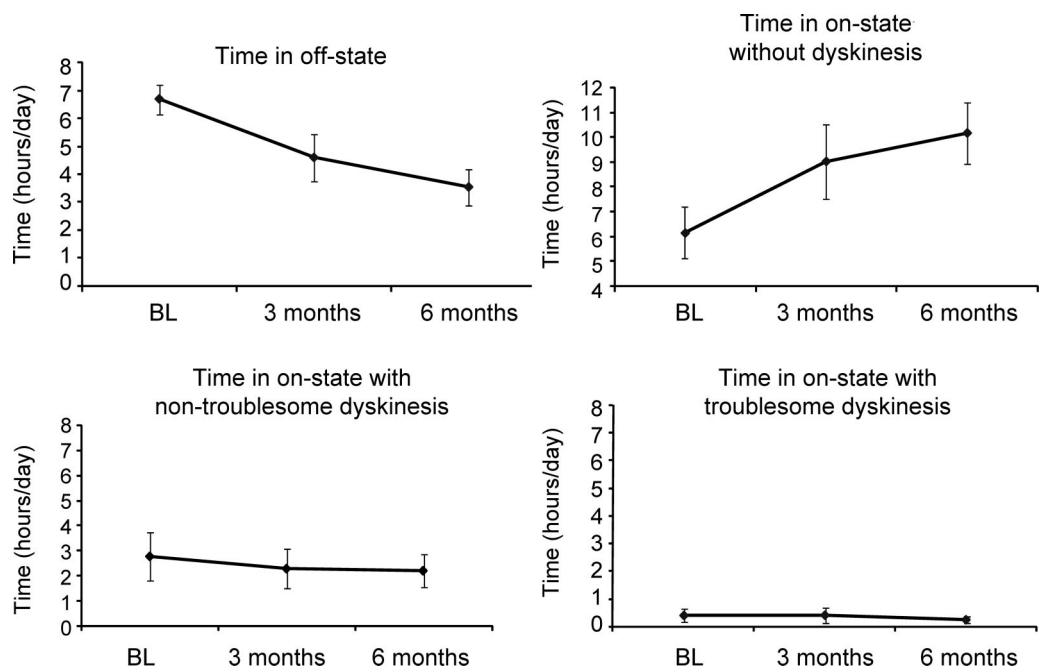 Time in off-state
Time (hours/day)
8
7
6
5
4
3
2
1
0
BL 3 months 6 months
Time in on-state
without dyskinesis
Time (hours/day)
12
11
10
9
8
7
6
5
4
BL 3 months 6 months
Time in on-state with
non-troublesome dyskinesis
Time (hours/day)
8
7
6
5
4
3
2
1
0
BL 3 months 6 months
Time in on-state with
troublesome dyskinesis
Time (hours/day)
8
7
6
5
4
3
2
1
0
BL 3 months 6 months